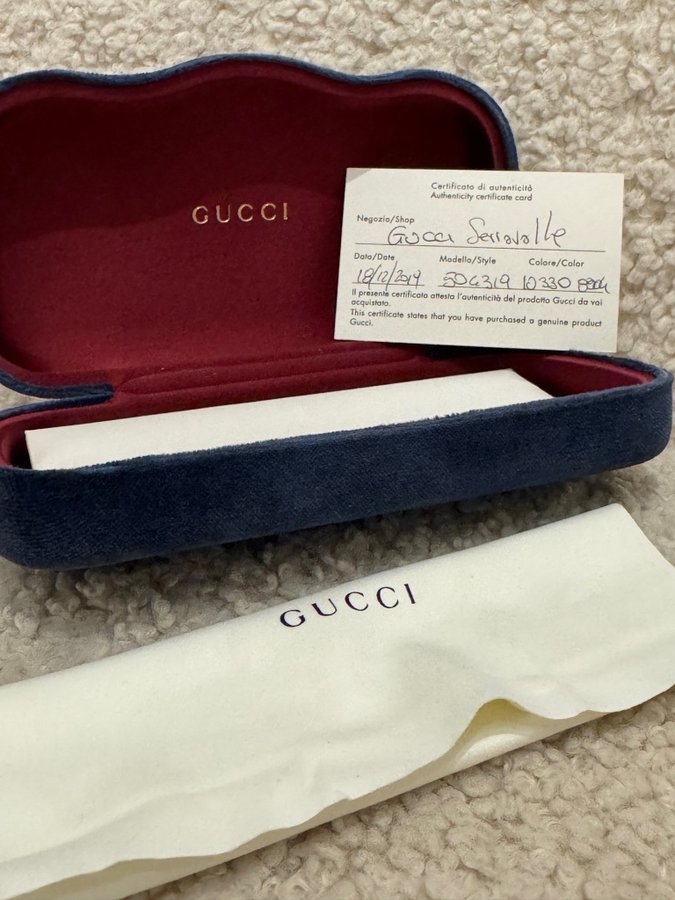 GUCCI
Certificato di autenticità
Authenticity certificate card
Negozio/Shop
Gucci Serravalle
Data/Date Modello/Style Colore/Color
18/12/2019 504319 10330
Il presente certificato attesta l'autenticità del prodotto Gucci da voi
acquistato.
This certificate states that you have purchased a genuine product
Gucci.
GUCCI